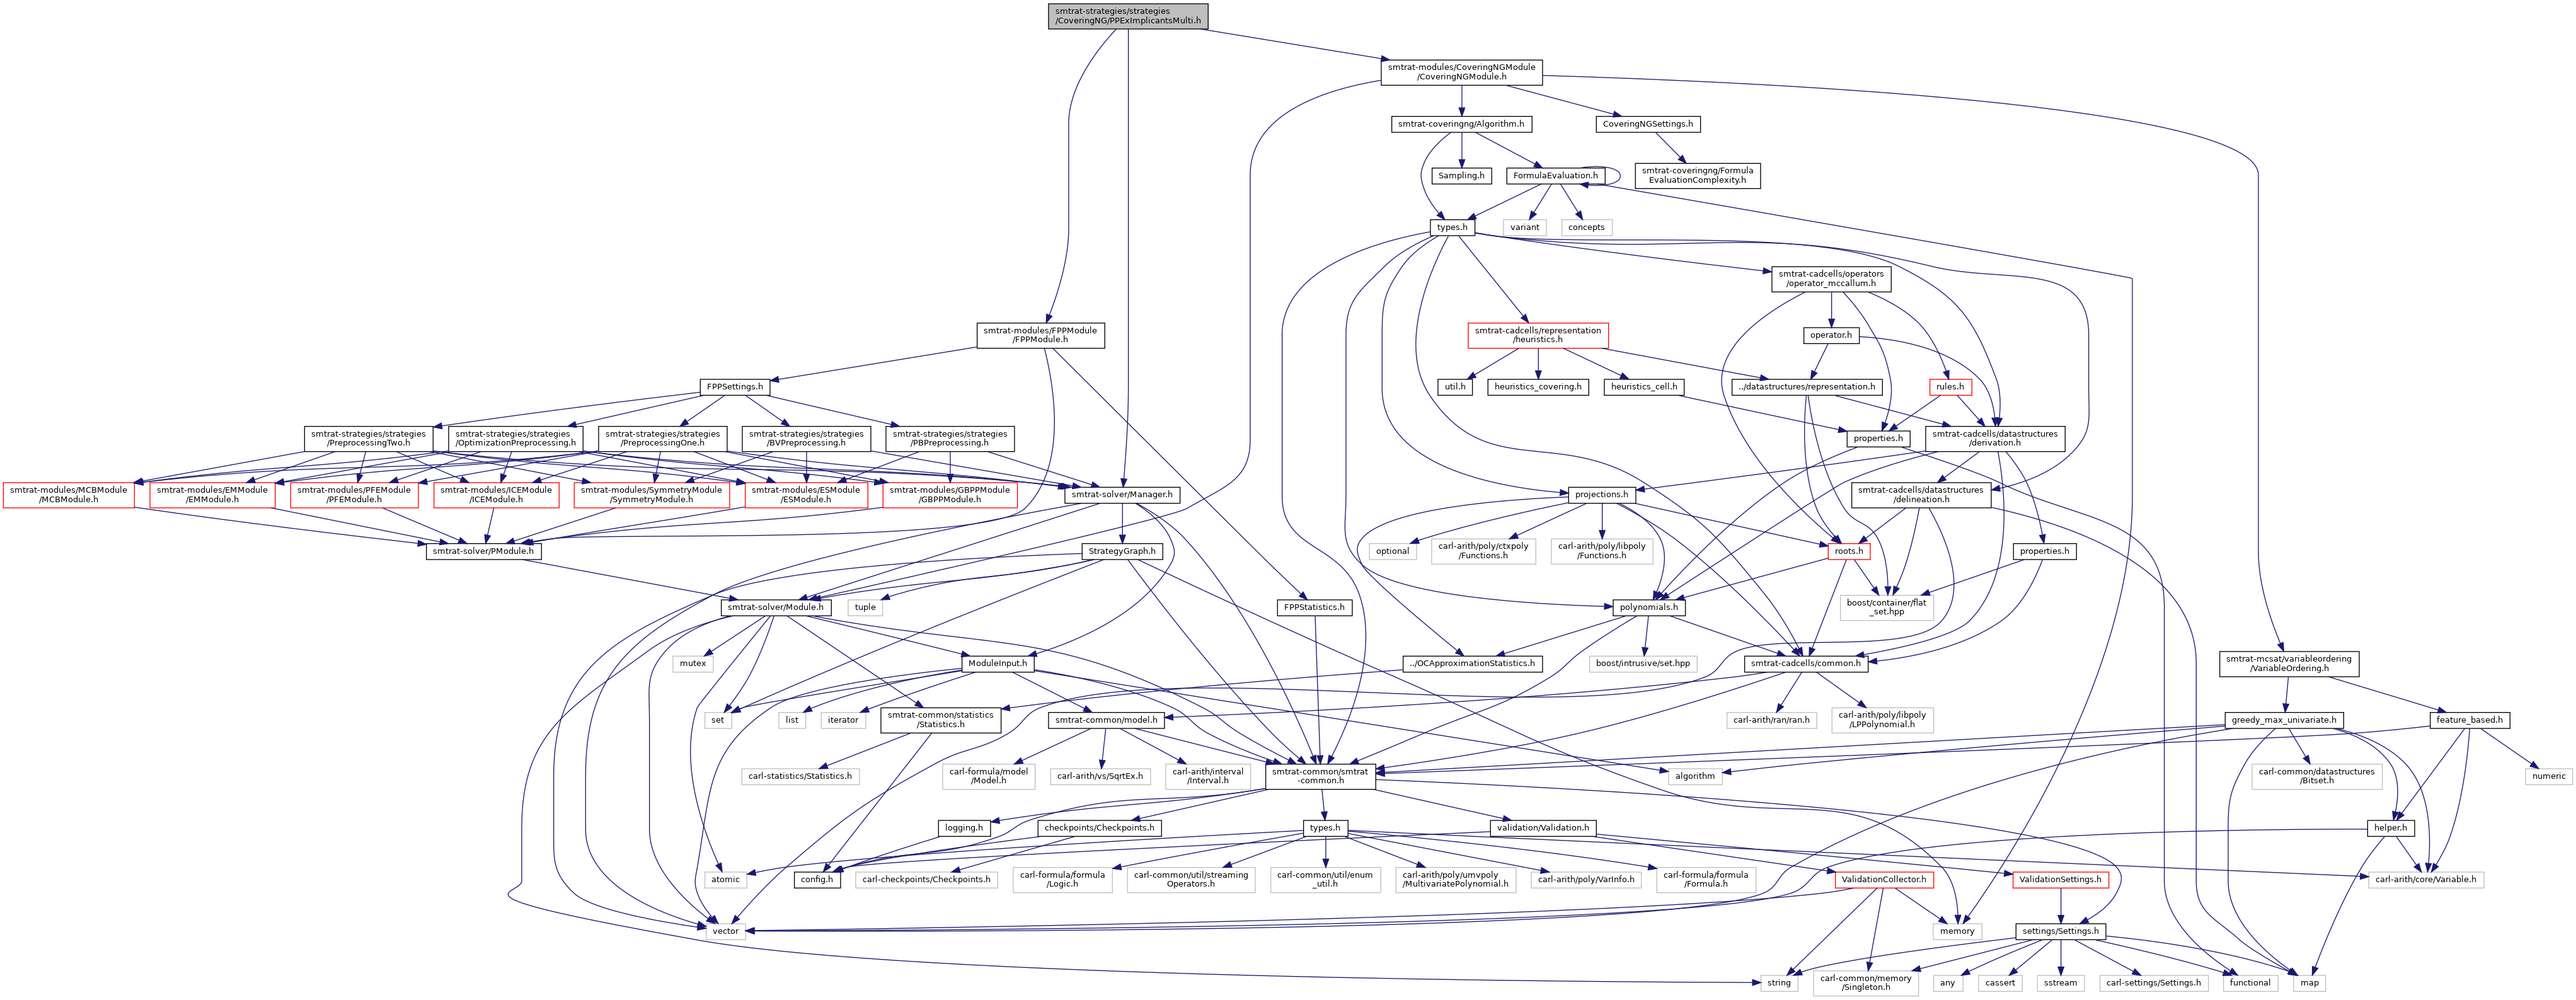 smtrat-strategies/strategies
/CoveringNG/PPExImplicantsMulti.h
smtrat-modules/CoveringNGModule
/CoveringNGModule.h
smtrat-coveringng/Algorithm.h
CoveringNGSettings.h
Sampling.h
FormulaEvaluation.h
smtrat-coveringng/Formula
EvaluationComplexity.h
types.h
variant
concepts
smtrat-cadcells/operators
/operator_mccallum.h
smtrat-modules/FPPModule
/FPPModule.h
smtrat-cadcells/representation
/heuristics.h
operator.h
FPPSettings.h
util.h
heuristics_covering.h
heuristics_cell.h
../datastructures/representation.h
rules.h
smtrat-strategies/strategies
/PreprocessingTwo.h
smtrat-strategies/strategies
/OptimizationPreprocessing.h
smtrat-strategies/strategies
/PreprocessingOne.h
smtrat-strategies/strategies
/BVPreprocessing.h
smtrat-strategies/strategies
/PBPreprocessing.h
properties.h
smtrat-cadcells/datastructures
/derivation.h
smtrat-modules/MCBModule
/MCBModule.h
smtrat-modules/EMModule
/EMModule.h
smtrat-modules/PFEModule
/PFEModule.h
smtrat-modules/ICEModule
/ICEModule.h
smtrat-modules/SymmetryModule
/SymmetryModule.h
smtrat-modules/ESModule
/ESModule.h
smtrat-modules/GBPPModule
/GBPPModule.h
smtrat-solver/Manager.h
projections.h
smtrat-cadcells/datastructures
/delineation.h
smtrat-solver/PModule.h
StrategyGraph.h
optional
carl-arith/poly/ctxpoly
/Functions.h
carl-arith/poly/libpoly
/Functions.h
roots.h
properties.h
smtrat-solver/Module.h
tuple
FPPStatistics.h
polynomials.h
boost/container/flat
_set.hpp
mutex
ModuleInput.h
../OCApproximationStatistics.h
boost/intrusive/set.hpp
smtrat-cadcells/common.h
smtrat-mcsat/variableordering
/VariableOrdering.h
set
list
iterator
smtrat-common/statistics
/Statistics.h
smtrat-common/model.h
carl-arith/ran/ran.h
carl-arith/poly/libpoly
/LPPolynomial.h
greedy_max_univariate.h
feature_based.h
carl-statistics/Statistics.h
carl-formula/model
/Model.h
carl-arith/vs/SqrtEx.h
carl-arith/interval
/Interval.h
smtrat-common/smtrat
-common.h
algorithm
carl-common/datastructures
/Bitset.h
numeric
logging.h
checkpoints/Checkpoints.h
types.h
validation/Validation.h
helper.h
atomic
config.h
carl-checkpoints/Checkpoints.h
carl-formula/formula
/Logic.h
carl-common/util/streaming
Operators.h
carl-common/util/enum
_util.h
carl-arith/poly/umvpoly
/MultivariatePolynomial.h
carl-arith/poly/VarInfo.h
carl-formula/formula
/Formula.h
ValidationCollector.h
ValidationSettings.h
carl-arith/core/Variable.h
vector
memory
settings/Settings.h
string
carl-common/memory
/Singleton.h
any
cassert
sstream
carl-settings/Settings.h
functional
map